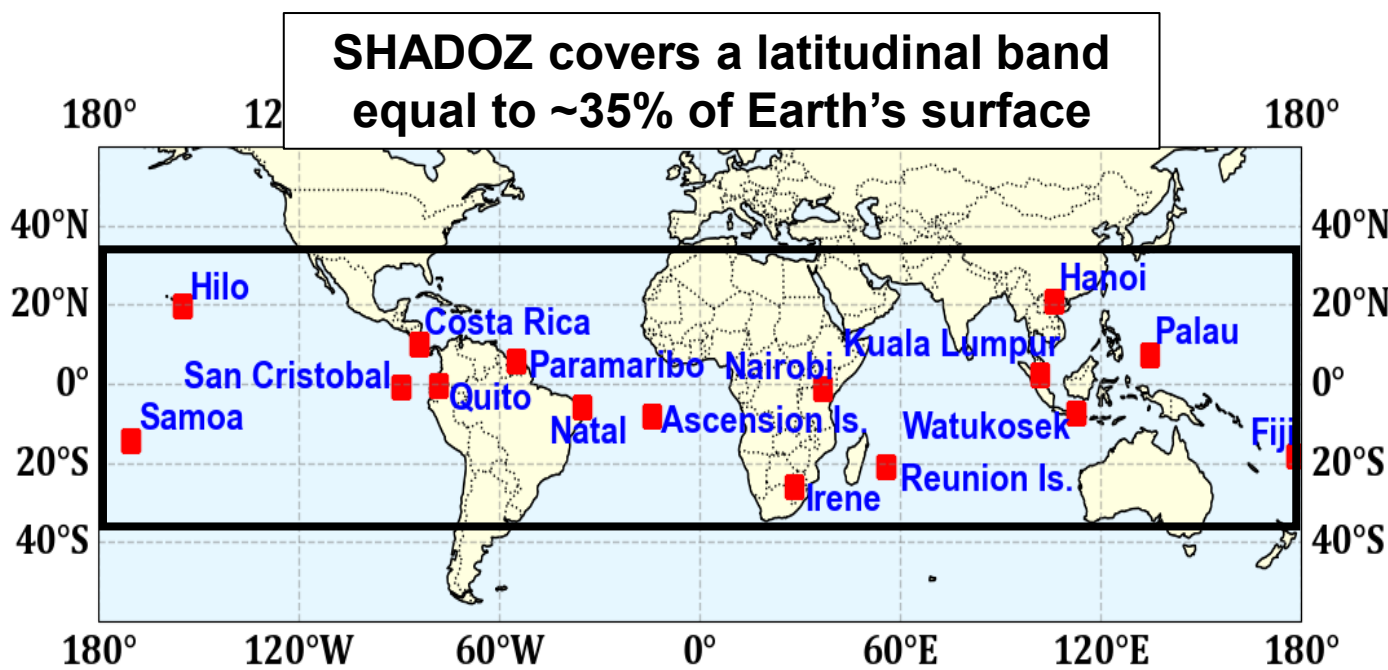 SHADOZ covers a latitudinal band
equal to ~35% of Earth's surface
180° 12 180°
40°N 40°N
Hilo Hanoi
20°N 20°N
Costa Rica Palau
Kuala Lumpur
San Cristobal Paramaribo Nairobi
0° 0°
Quito
Samoa Natal Ascension Is. Watukosek Fiji
20°S 20°S
Reunion Is.
Irene
40°S 40°S
180° 120°W 60°W 0° 60°E 120°E 180°